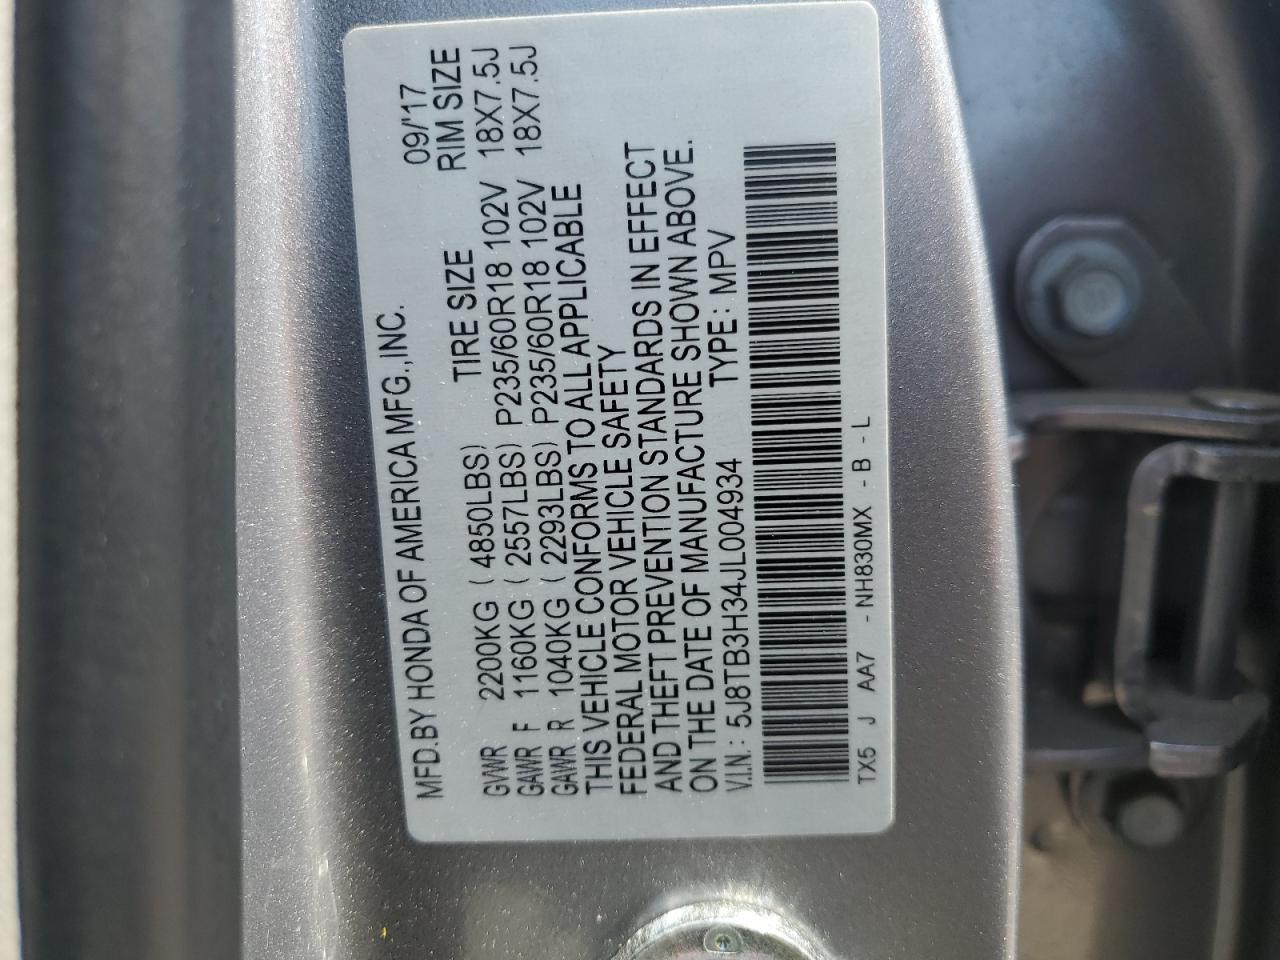 MFD.BY HONDA OF AMERICA MFG.,INC. 09/'17
TIRE SIZE RIM SIZE
GVWR 2200KG ( 4850LBS)
GAWR F 1160KG ( 2557LBS) P235/60R18 102V 18X7.5J
GAWR R 1040KG ( 2293LBS) P235/60R18 102V 18X7.5J
THIS VEHICLE CONFORMS TO ALL APPLICABLE
FEDERAL MOTOR VEHICLE SAFETY
AND THEFT PREVENTION STANDARDS IN EFFECT
ON THE DATE OF MANUFACTURE SHOWN ABOVE.
V.I.N.: 5J8TB3H34JL004934 TYPE: MPV
TX5 J AA7 - NH830MX - B - L